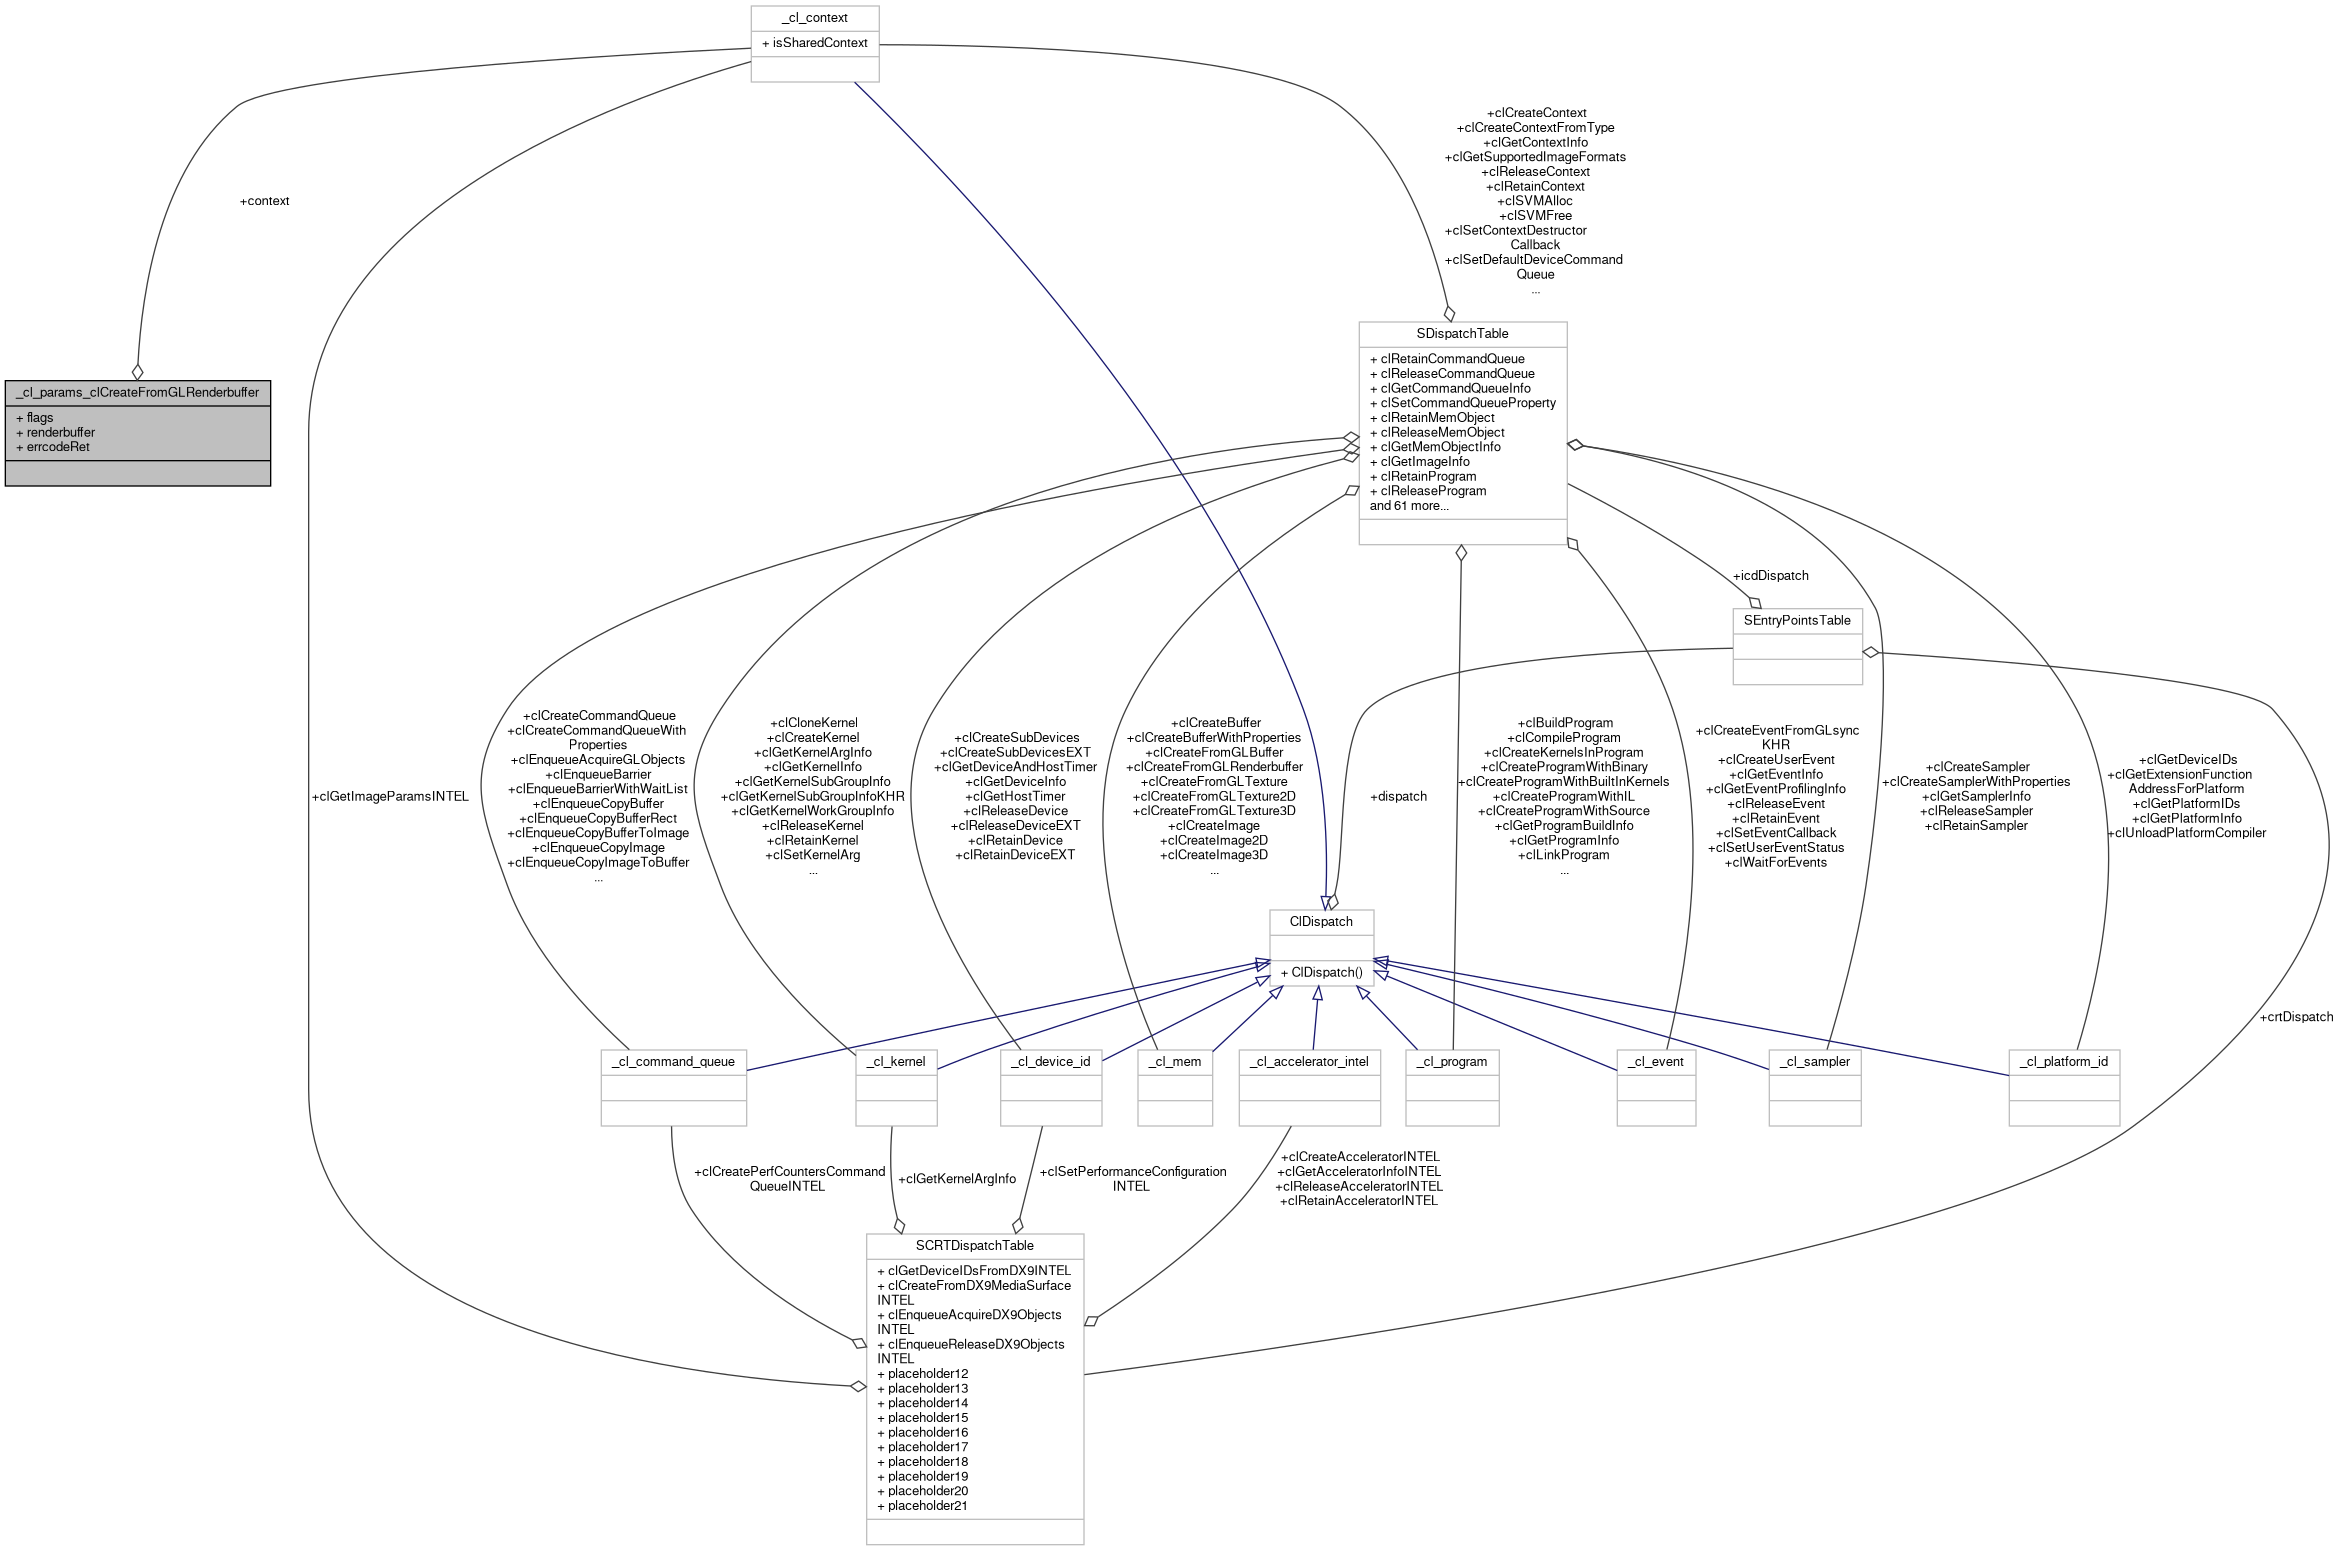 _cl_context
+ isSharedContext
+clCreateContext
+clCreateContextFromType
+clGetContextInfo
+clGetSupportedImageFormats
+clReleaseContext
+clRetainContext
+clSVMAlloc
+clSVMFree
+clSetContextDestructor
Callback
+clSetDefaultDeviceCommand
Queue
...
+context
SDispatchTable
+ clRetainCommandQueue
+ clReleaseCommandQueue
+ clGetCommandQueueInfo
+ clSetCommandQueueProperty
+ clRetainMemObject
+ clReleaseMemObject
+ clGetMemObjectInfo
+ clGetImageInfo
+ clRetainProgram
+ clReleaseProgram
and 61 more...
_cl_params_clCreateFromGLRenderbuffer
+ flags
+ renderbuffer
+ errcodeRet
+icdDispatch
SEntryPointsTable
+clGetImageParamsINTEL
+clCreateCommandQueue
+clCreateCommandQueueWith
Properties
+clEnqueueAcquireGLObjects
+clEnqueueBarrier
+clEnqueueBarrierWithWaitList
+clEnqueueCopyBuffer
+clEnqueueCopyBufferRect
+clEnqueueCopyBufferToImage
+clEnqueueCopyImage
+clEnqueueCopyImageToBuffer
...
+clCloneKernel
+clCreateKernel
+clGetKernelArgInfo
+clGetKernelInfo
+clGetKernelSubGroupInfo
+clGetKernelSubGroupInfoKHR
+clGetKernelWorkGroupInfo
+clReleaseKernel
+clRetainKernel
+clSetKernelArg
...
+clCreateSubDevices
+clCreateSubDevicesEXT
+clGetDeviceAndHostTimer
+clGetDeviceInfo
+clGetHostTimer
+clReleaseDevice
+clReleaseDeviceEXT
+clRetainDevice
+clRetainDeviceEXT
+clCreateBuffer
+clCreateBufferWithProperties
+clCreateFromGLBuffer
+clCreateFromGLRenderbuffer
+clCreateFromGLTexture
+clCreateFromGLTexture2D
+clCreateFromGLTexture3D
+clCreateImage
+clCreateImage2D
+clCreateImage3D
...
+dispatch
+clBuildProgram
+clCompileProgram
+clCreateKernelsInProgram
+clCreateProgramWithBinary
+clCreateProgramWithBuiltInKernels
+clCreateProgramWithIL
+clCreateProgramWithSource
+clGetProgramBuildInfo
+clGetProgramInfo
+clLinkProgram
...
+clCreateEventFromGLsync
KHR
+clCreateUserEvent
+clGetEventInfo
+clGetEventProfilingInfo
+clReleaseEvent
+clRetainEvent
+clSetEventCallback
+clSetUserEventStatus
+clWaitForEvents
+clCreateSampler
+clCreateSamplerWithProperties
+clGetSamplerInfo
+clReleaseSampler
+clRetainSampler
+clGetDeviceIDs
+clGetExtensionFunction
AddressForPlatform
+clGetPlatformIDs
+clGetPlatformInfo
+clUnloadPlatformCompiler
ClDispatch
+ ClDispatch()
+crtDispatch
_cl_command_queue
_cl_kernel
_cl_device_id
_cl_mem
_cl_accelerator_intel
_cl_program
_cl_event
_cl_sampler
_cl_platform_id
+clCreatePerfCountersCommand
QueueINTEL
+clGetKernelArgInfo
+clSetPerformanceConfiguration
INTEL
+clCreateAcceleratorINTEL
+clGetAcceleratorInfoINTEL
+clReleaseAcceleratorINTEL
+clRetainAcceleratorINTEL
SCRTDispatchTable
+ clGetDeviceIDsFromDX9INTEL
+ clCreateFromDX9MediaSurface
INTEL
+ clEnqueueAcquireDX9Objects
INTEL
+ clEnqueueReleaseDX9Objects
INTEL
+ placeholder12
+ placeholder13
+ placeholder14
+ placeholder15
+ placeholder16
+ placeholder17
+ placeholder18
+ placeholder19
+ placeholder20
+ placeholder21